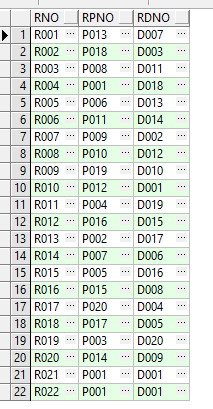 RNO RPNO RDNO
1 R001 ... P013 ... D007 ...
2 R002 ... P018 ... D003 ...
3 R003 ... P008 ... D011 ...
4 R004 ... P001 ... D018 ...
5 R005 ... P006 ... D013 ...
6 R006 ... P011 ... D014 ...
7 R007 ... P009 ... D002 ...
8 R008 ... P010 ... D012 ...
9 R009 ... P019 ... D010 ...
10 R010 ... P012 ... D001 ...
11 R011 ... P004 ... D019 ...
12 R012 ... P016 ... D015 ...
13 R013 ... P002 ... D017 ...
14 R014 ... P007 ... D006 ...
15 R015 ... P005 ... D016 ...
16 R016 ... P015 ... D008 ...
17 R017 ... P020 ... D004 ...
18 R018 ... P017 ... D005 ...
19 R019 ... P003 ... D020 ...
20 R020 ... P014 ... D009 ...
21 R021 ... P001 ... D001 ...
22 R022 ... P001 ... D001 ...